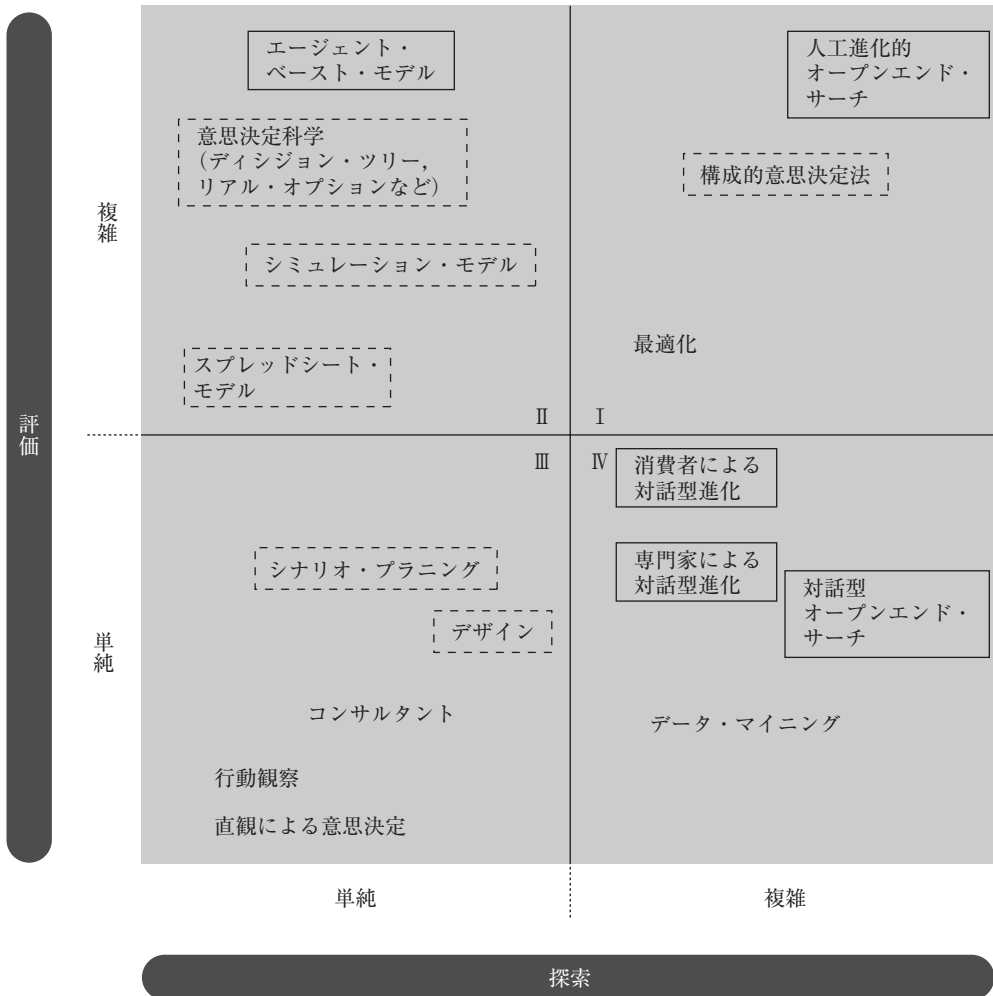 エージェント・
ベースト・モデル
人工進化的
オープンエンド・
サーチ
意思決定科学
（ディシジョン・ツリー，
リアル・オプションなど）
構成的意思決定法
複雑
シミュレーション・モデル
最適化
スプレッドシート・
モデル
Ⅱ Ⅰ
評価
Ⅲ Ⅳ
消費者による
対話型進化
シナリオ・プラニング
専門家による
対話型進化
対話型
オープンエンド・
サーチ
デザイン
単純
コンサルタント
データ・マイニング
行動観察
直観による意思決定
単純
複雑
探索